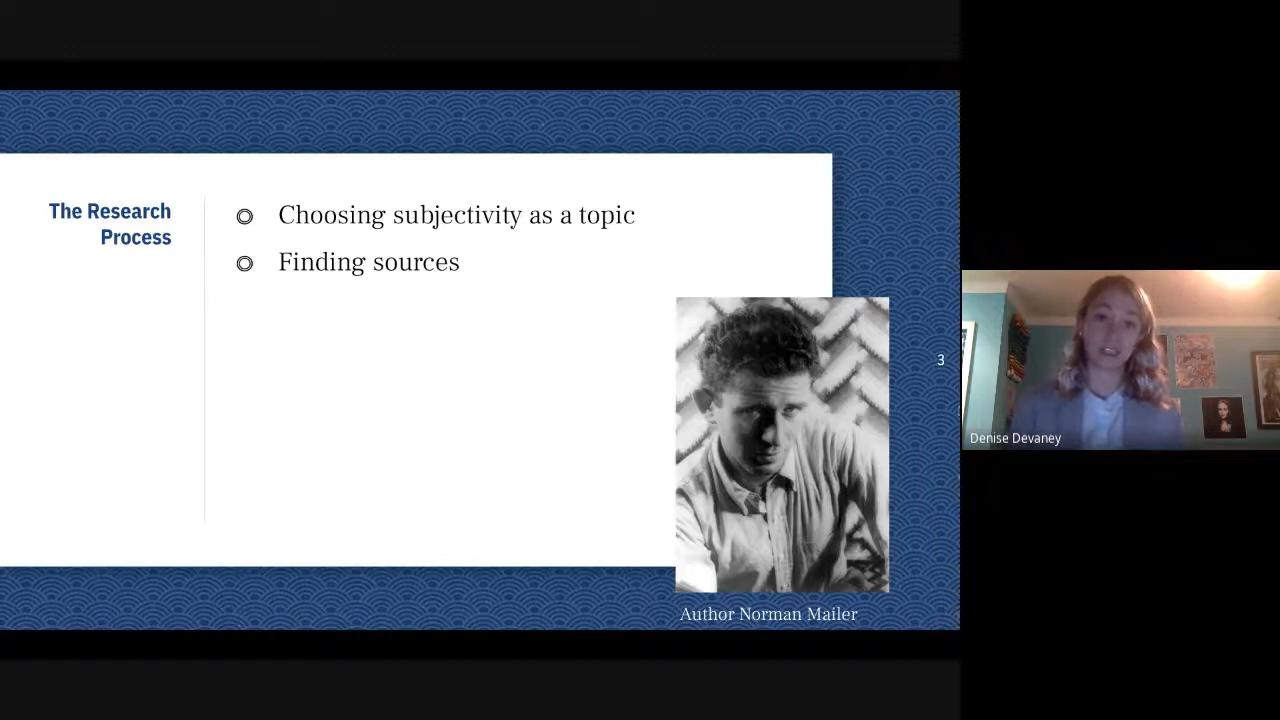 The Research
Process
Choosing subjectivity as a topic
Finding sources
3
Author Norman Mailer
Denise Devaney